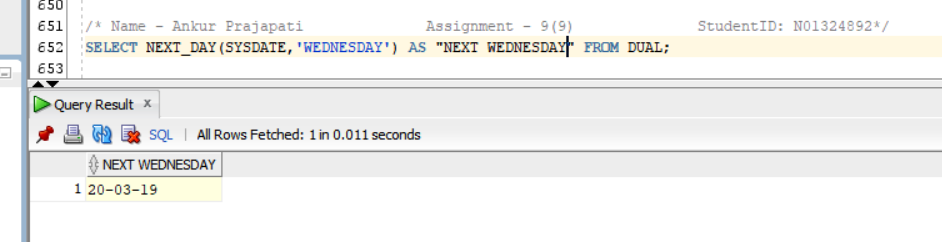 650
651 /* Name - Ankur Prajapati Assignment - 9(9) StudentID: N01324892*/
652 SELECT NEXT_DAY(SYSDATE,'WEDNESDAY') AS "NEXT WEDNESDAY" FROM DUAL;
653
Query Result x
SQL | All Rows Fetched: 1 in 0.011 seconds
NEXT WEDNESDAY
1 20-03-19